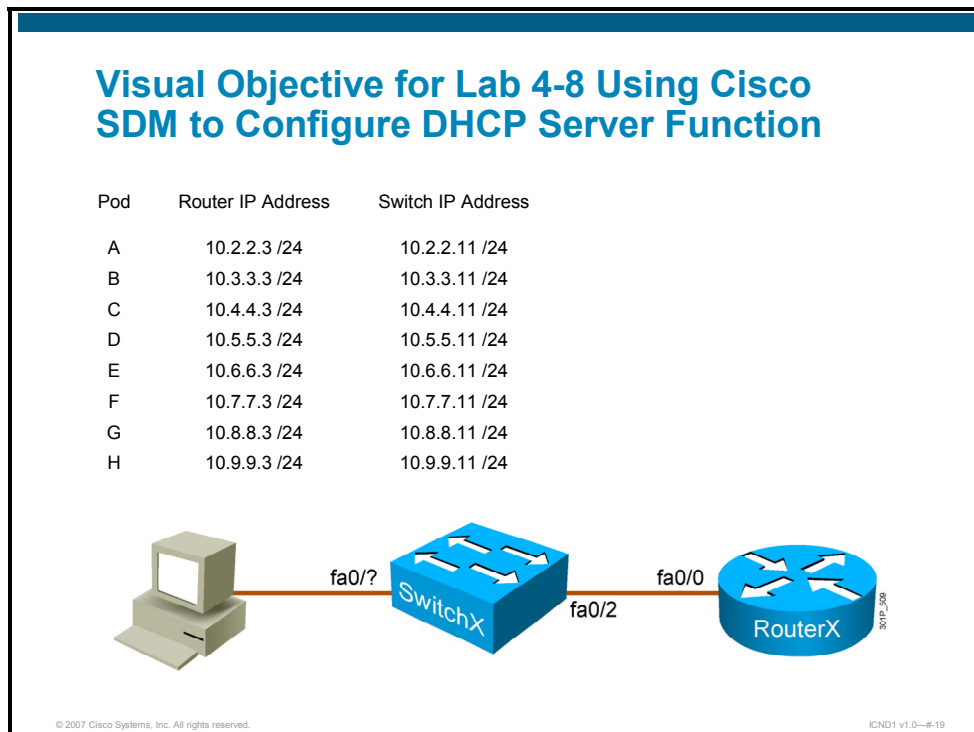 Visual Objective for Lab 4-8 Using Cisco
SDM to Configure DHCP Server Function
Pod Router IP Address Switch IP Address
A 10.2.2.3 /24 10.2.2.11 /24
B 10.3.3.3 /24 10.3.3.11 /24
C 10.4.4.3 /24 10.4.4.11 /24
D 10.5.5.3 /24 10.5.5.11 /24
E 10.6.6.3 /24 10.6.6.11 /24
F 10.7.7.3 /24 10.7.7.11 /24
G 10.8.8.3 /24 10.8.8.11 /24
H 10.9.9.3 /24 10.9.9.11 /24
fa0/?
SwitchX
fa0/2
fa0/0
RouterX
301P_509
© 2007 Cisco Systems, Inc. All rights reserved.
ICND1 v1.0—#-19